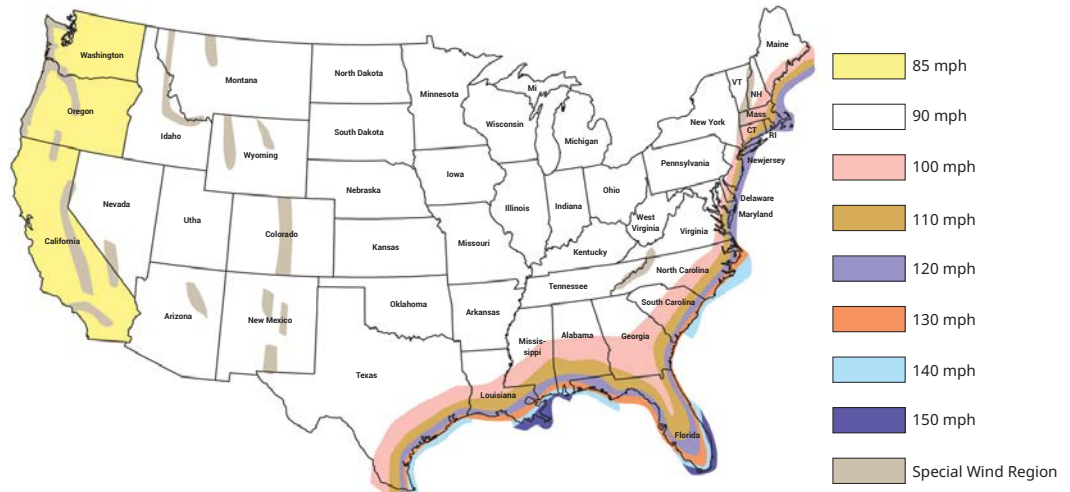 Washington
Oregon
California
Nevada
Idaho
Montana
Wyoming
Utha
Colorado
Arizona
New Mexico
North Dakota
South Dakota
Nebraska
Kansas
Oklahoma
Texas
Minnesota
Iowa
Missouri
Arkansas
Louisiana
Wisconsin
Mi
Michigan
Illinois
Indiana
Ohio
Kentucky
Tennessee
Missis-
sippi
Alabama
Georgia
Florida
South Carolina
North Carolina
Virginia
West
Virginia
Pennsylvania
New York
VT
NH
Maine
Mass
CT
RI
Newjersey
Delaware
Maryland
85 mph
90 mph
100 mph
110 mph
120 mph
130 mph
140 mph
150 mph
Special Wind Region